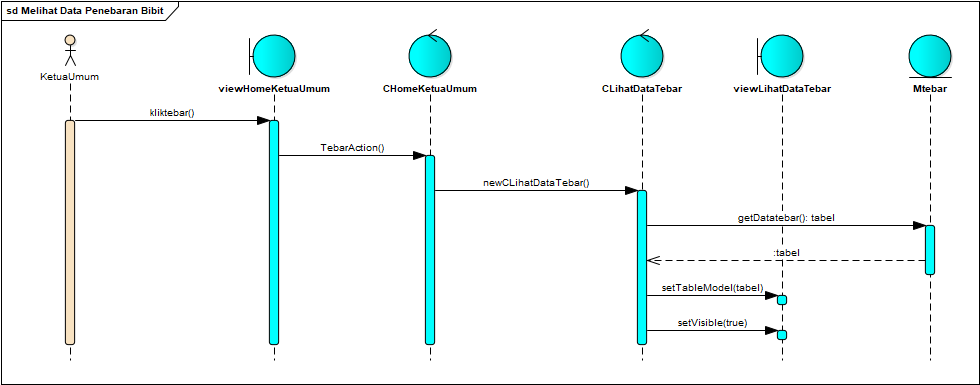 sd Melihat Data Penebaran Bibit
KetuaUmum
viewHomeKetuaUmum
CHomeKetuaUmum
CLihatDataTebar
viewLihatDataTebar
Mtebar
kliktebar()
TebarAction()
newCLihatDataTebar()
getDatatebar(): tabel
:tabel
setTableModel(tabel)
setVisible(true)